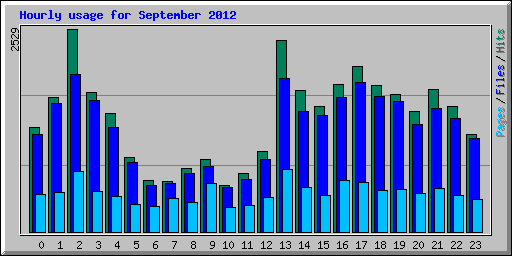 Hourly usage for September 2012
2529
Pages/Files/Hits
0 1 2 3 4 5 6 7 8 9 10 11 12 13 14 15 16 17 18 19 20 21 22 23